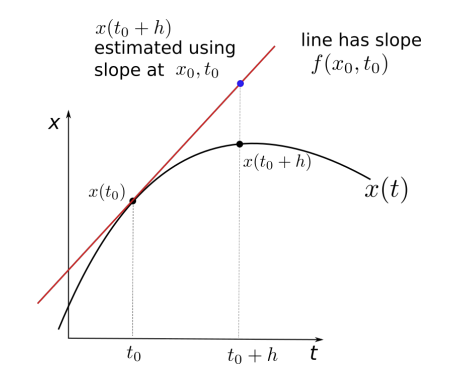 x(t₀ + h)
estimated using
slope at x₀, t₀
line has slope
f(x₀, t₀)
x
x(t₀)
x(t₀ + h)
x(t)
t₀
t₀ + h
t